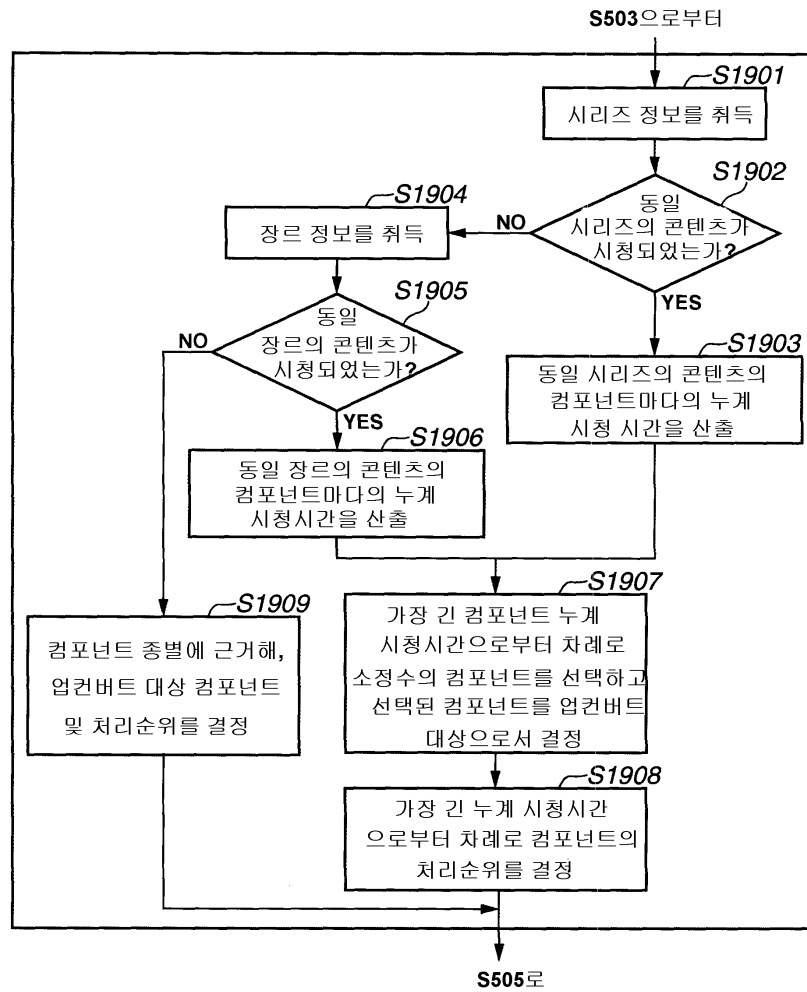 S503으로부터
S1901
시리즈 정보를 취득
S1902
동일
시리즈의 콘텐츠가
시청되었는가?
NO
YES
S1904
장르 정보를 취득
S1905
동일
장르의 콘텐츠가
시청되었는가?
NO
YES
S1903
동일 시리즈의 콘텐츠의
컴포넌트마다의 누계
시청 시간을 산출
S1906
동일 장르의 콘텐츠의
컴포넌트마다의 누계
시청시간을 산출
S1907
가장 긴 컴포넌트 누계
시청시간으로부터 차례로
소정수의 컴포넌트를 선택하고
선택된 컴포넌트를 업컨버트
대상으로서 결정
S1909
컴포넌트 종별에 근거해,
업컨버트 대상 컴포넌트
및 처리순위를 결정
S1908
가장 긴 누계 시청시간
으로부터 차례로 컴포넌트의
처리순위를 결정
S505로